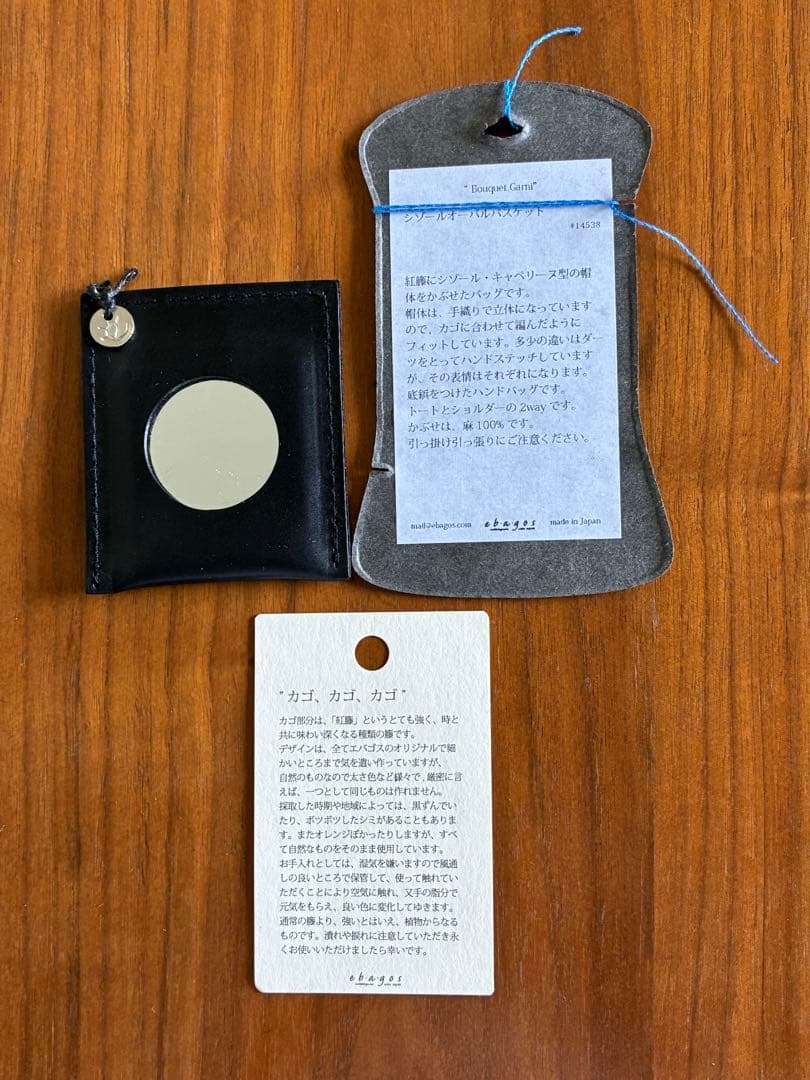 " Bouquet Garni"
シゾールオーバルバスケット
#14538
紅籐にシゾール・キャペリーヌ型の帽
体をかぶせたバッグです。
帽体は、手織りで立体になっています
ので、カゴに合わせて編んだように
フィットしています。多少の違いはダー
ツをとってハンドステッチしています
が、その表情はそれぞれになります。
底鋲をつけたハンドバッグです。
トートとショルダーの 2way です。
かぶせは、麻 100% です。
引っ掛け引っ張りにご注意ください。
mail@ebagos.com ebagos made in Japan
" カゴ、カゴ、カゴ "
カゴ部分は、「紅籐」というとても強く、時と
共に味わい深くなる種類の籐です。
デザインは、全てエバゴスのオリジナルで細
かいところまで気を遣い作っていますが、
自然のものなので太さ色など様々で、厳密に言
えば、一つとして同じものは作れません。
採取した時期や地域によっては、黒ずんでい
たり、ボツボツしたシミがあることもありま
す。またオレンジぽかったりしますが、すべ
て自然なものをそのまま使用しています。
お手入れとしては、湿気を嫌いますので風通
しの良いところで保管して、使って触れてい
ただくことにより空気に触れ、又手の脂分で
元気をもらえ、良い色に変化してゆきます。
通常の籐より、強いとはいえ、植物からなる
ものです。潰れや捩れに注意していただき永
くお使いいただけましたら幸いです。
ebagos